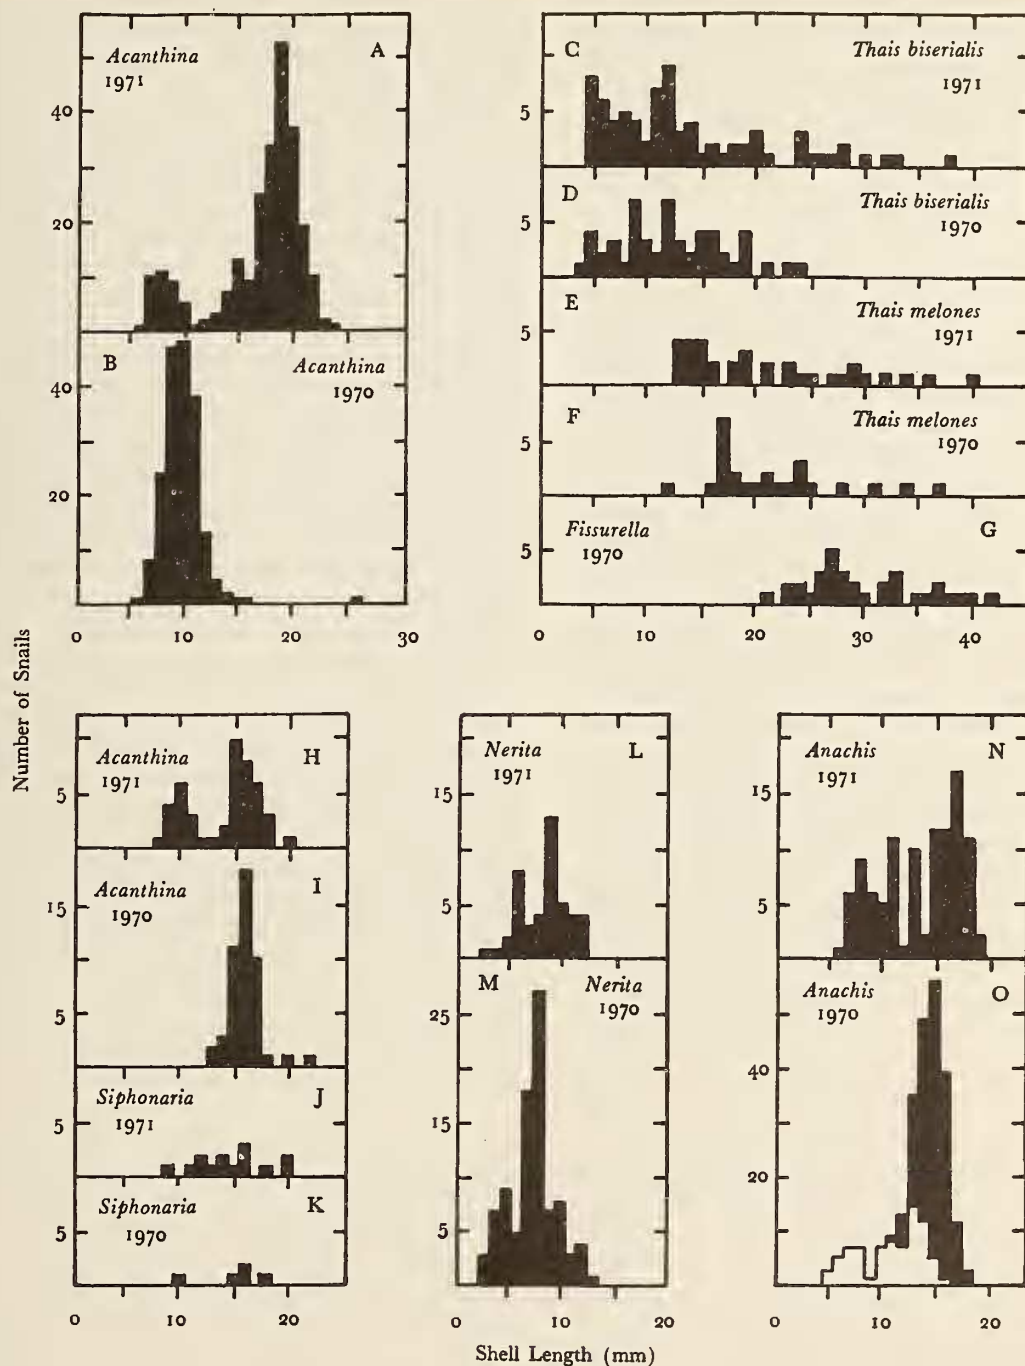 Acanthina
1971
A
40
20
B
Acanthina
1970
40
20
0 10 20 30
C
Thais biserialis
1971
5
D
Thais biserialis
1970
5
E
Thais melones
1971
5
F
Thais melones
1970
5
Fissurella
1970
G
5
0 10 20 30 40
Number of Snails
Acanthina
1971
H
5
Acanthina
1970
I
15
5
Siphonaria
1971
J
5
Siphonaria
1970
K
5
0 10 20
Nerita
1971
L
15
5
M
Nerita
1970
25
15
5
0 10 20
Anachis
1971
N
15
5
Anachis
1970
O
40
20
0 10 20
Shell Length (mm)